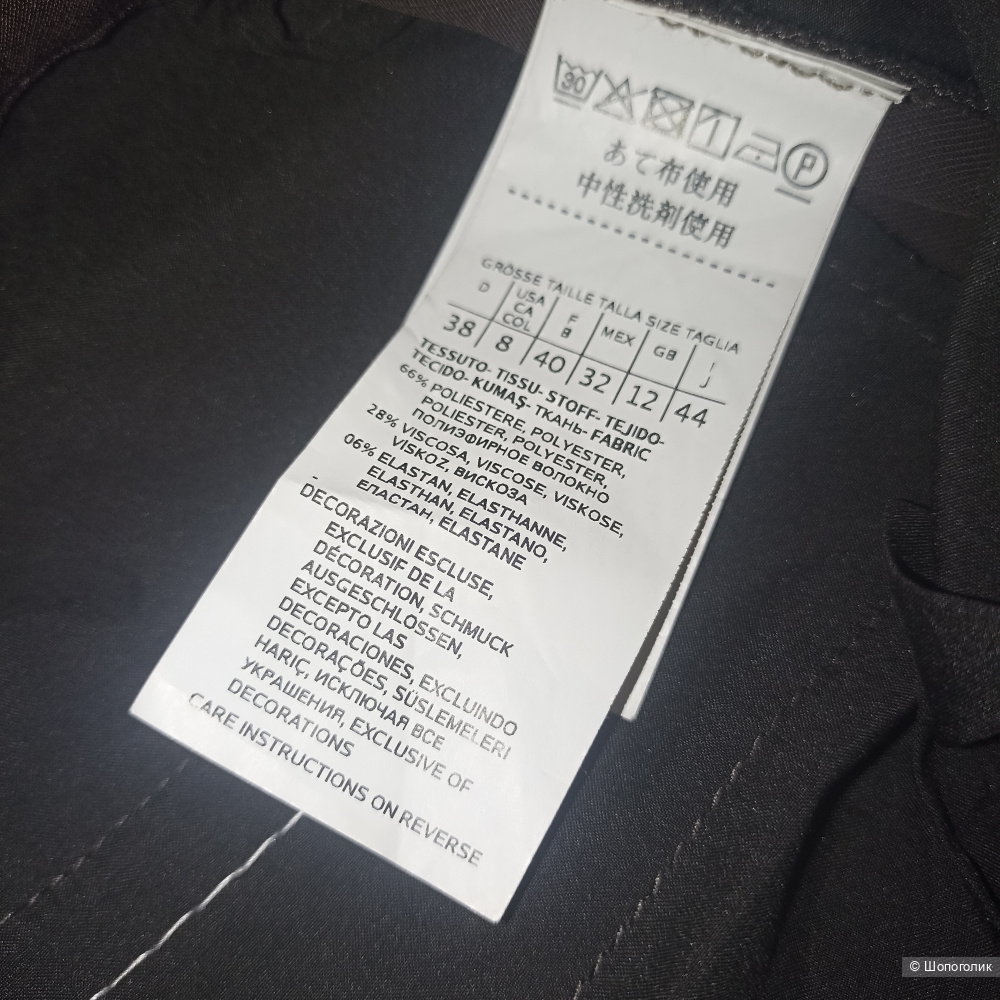 30
P
あて布使用
中性洗剤使用
GRÖSSE TAILLE TALLA SIZE TAGLIA
D USA CA COL F B MEX GB I J
38 8 40 32 12 44
TESSUTO- TISSU- STOFF- TEJIDO-
TECIDO- KUMAŞ- ТКАНЬ- FABRIC
66% POLIESTERE, POLYESTER,
POLIESTER, POLYESTER,
ПОЛИЭФИРНОЕ ВОЛОКНО
28% VISCOSA, VISCOSE, VISKOSE,
VISKOZ, ВИСКОЗА
06% ELASTAN, ELASTHANNE,
ELASTHAN, ELASTANO,
ЕПАСТАН, ELASTANE
DECORAZIONI ESCLUSE,
EXCLUSIF DE LA
DÉCORATION, SCHMUCK
AUSGESCHLÖSSEN,
EXCEPTO LAS
DECORACIONES, EXCLUINDO
DECORAÇÕES, SÜSLEMELERI
HARIÇ, ИСКЛЮЧАЯ ВСЕ
УКРАШЕНИЯ, EXCLUSIVE OF
DECORATIONS
CARE INSTRUCTIONS ON REVERSE
© Шопоголик